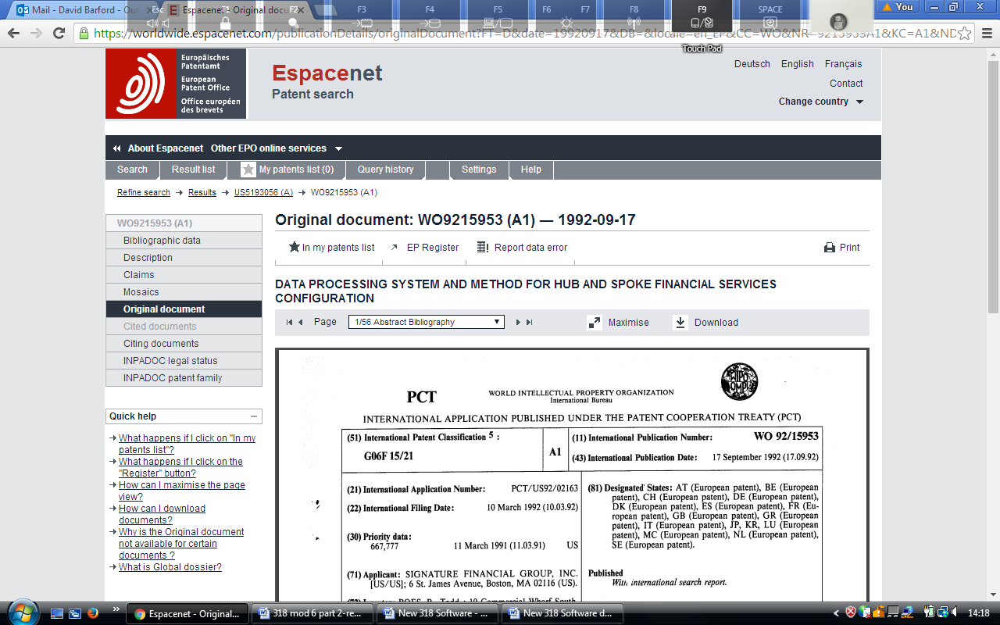 Mail - David Barford - Out
Espacenet - Original docu
Esc
F1
F2
F3
F4
F5
F6
F7
F8
F9
SPACE
You
Touch Pad
https://worldwide.espacenet.com/publicationDetails/originalDocument?FT=D&date=19920917&DB=&locale=en_EP&CC=WO&NR=9215953A1&KC=A1&ND
Europäisches
Patentamt
European
Patent Office
Office européen
des brevets
Espacenet
Patent search
Deutsch English Français
Contact
Change country
About Espacenet Other EPO online services
Search Result list My patents list (0) Query history Settings Help
Refine search → Results → US5193056 (A) → WO9215953 (A1)
WO9215953 (A1)
Bibliographic data
Description
Claims
Mosaics
Original document
Cited documents
Citing documents
INPADOC legal status
INPADOC patent family
Quick help
→ What happens if I click on "In my
patents list"?
→ What happens if I click on the
"Register" button?
→ How can I maximise the page
view?
→ How can I download
documents?
→ Why is the Original document
not available for certain
documents ?
→ What is Global dossier?
Original document: WO9215953 (A1) — 1992-09-17
In my patents list EP Register Report data error Print
DATA PROCESSING SYSTEM AND METHOD FOR HUB AND SPOKE FINANCIAL SERVICES
CONFIGURATION
Page 1/56 Abstract Bibliography Maximise Download
PCT
WORLD INTELLECTUAL PROPERTY ORGANIZATION
International Bureau
WIPO
OMPI
INTERNATIONAL APPLICATION PUBLISHED UNDER THE PATENT COOPERATION TREATY (PCT)
(51) International Patent Classification 5 :
G06F 15/21
A1
(11) International Publication Number: WO 92/15953
(43) International Publication Date: 17 September 1992 (17.09.92)
(21) International Application Number: PCT/US92/02163
(22) International Filing Date: 10 March 1992 (10.03.92)
(30) Priority data:
667,777 11 March 1991 (11.03.91) US
(71) Applicant: SIGNATURE FINANCIAL GROUP, INC.
[US/US]; 6 St. James Avenue, Boston, MA 02116 (US).
(81) Designated States: AT (European patent), BE (European
patent), CH (European patent), DE (European patent),
DK (European patent), ES (European patent), FR (Eu-
ropean patent), GB (European patent), GR (European
patent), IT (European patent), JP, KR, LU (European
patent), MC (European patent), NL (European patent),
SE (European patent).
Published
With international search report.
Espacenet - Original...
318 mod 6 part 2-re...
New 318 Software - ...
New 318 Software d...
14:18